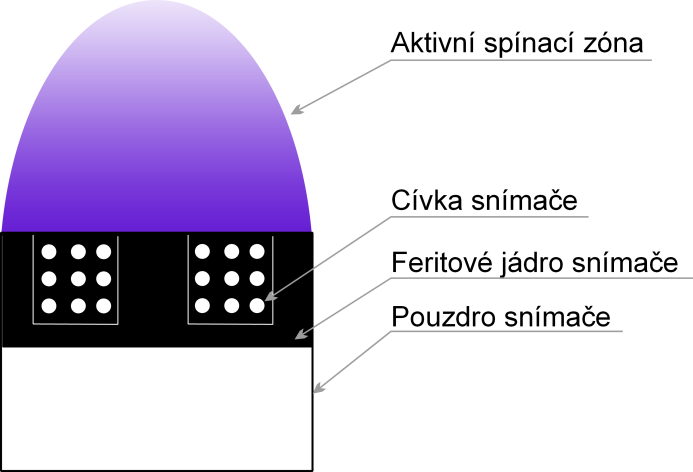 Aktivní spínací zóna
Cívka snímače
Feritové jádro snímače
Pouzdro snímače